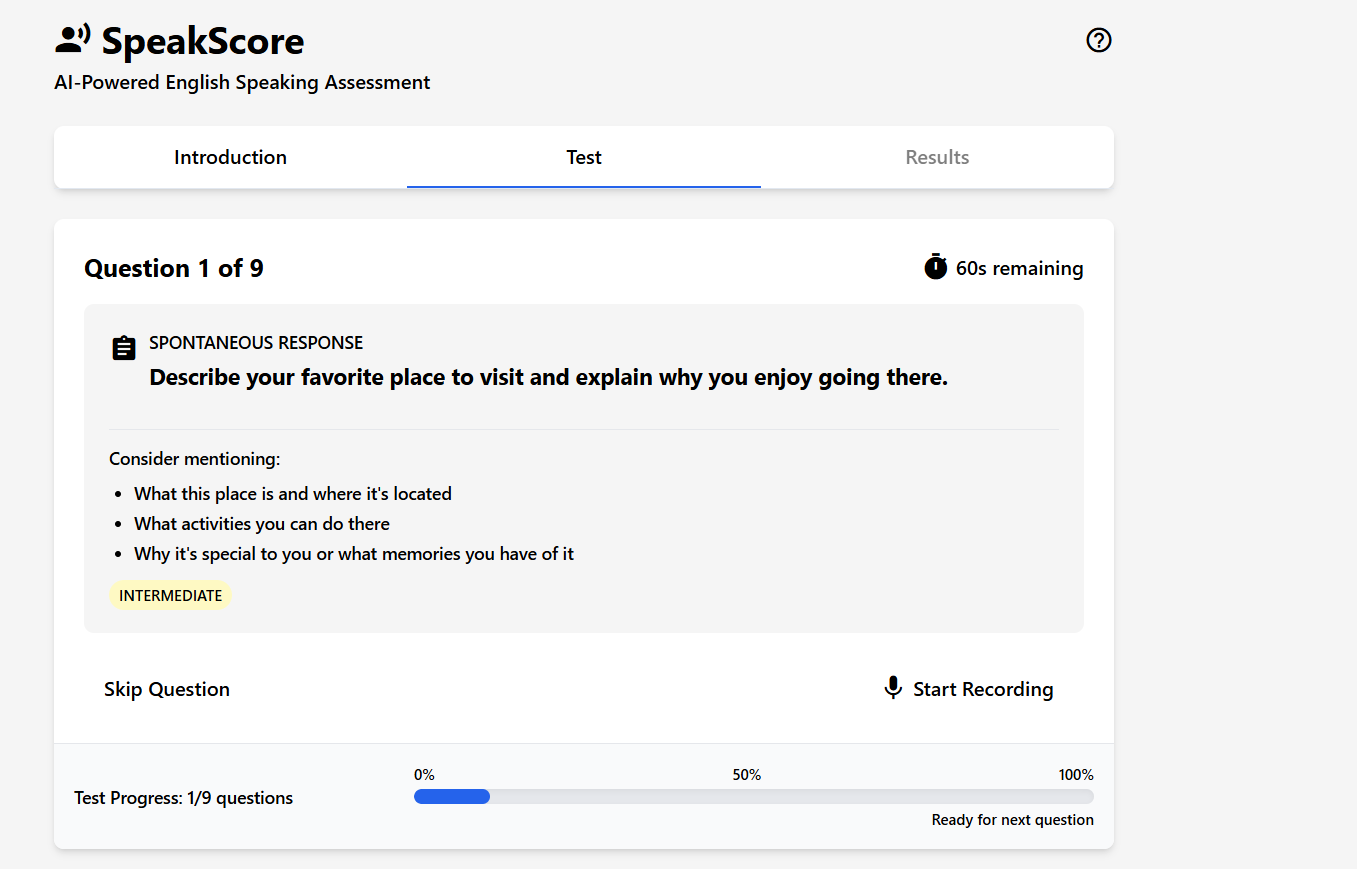 SpeakScore
AI-Powered English Speaking Assessment
Introduction
Test
Results
Question 1 of 9
60s remaining
SPONTANEOUS RESPONSE
Describe your favorite place to visit and explain why you enjoy going there.
Consider mentioning:
What this place is and where it's located
What activities you can do there
Why it's special to you or what memories you have of it
INTERMEDIATE
Skip Question
Start Recording
Test Progress: 1/9 questions
0%
50%
100%
Ready for next question